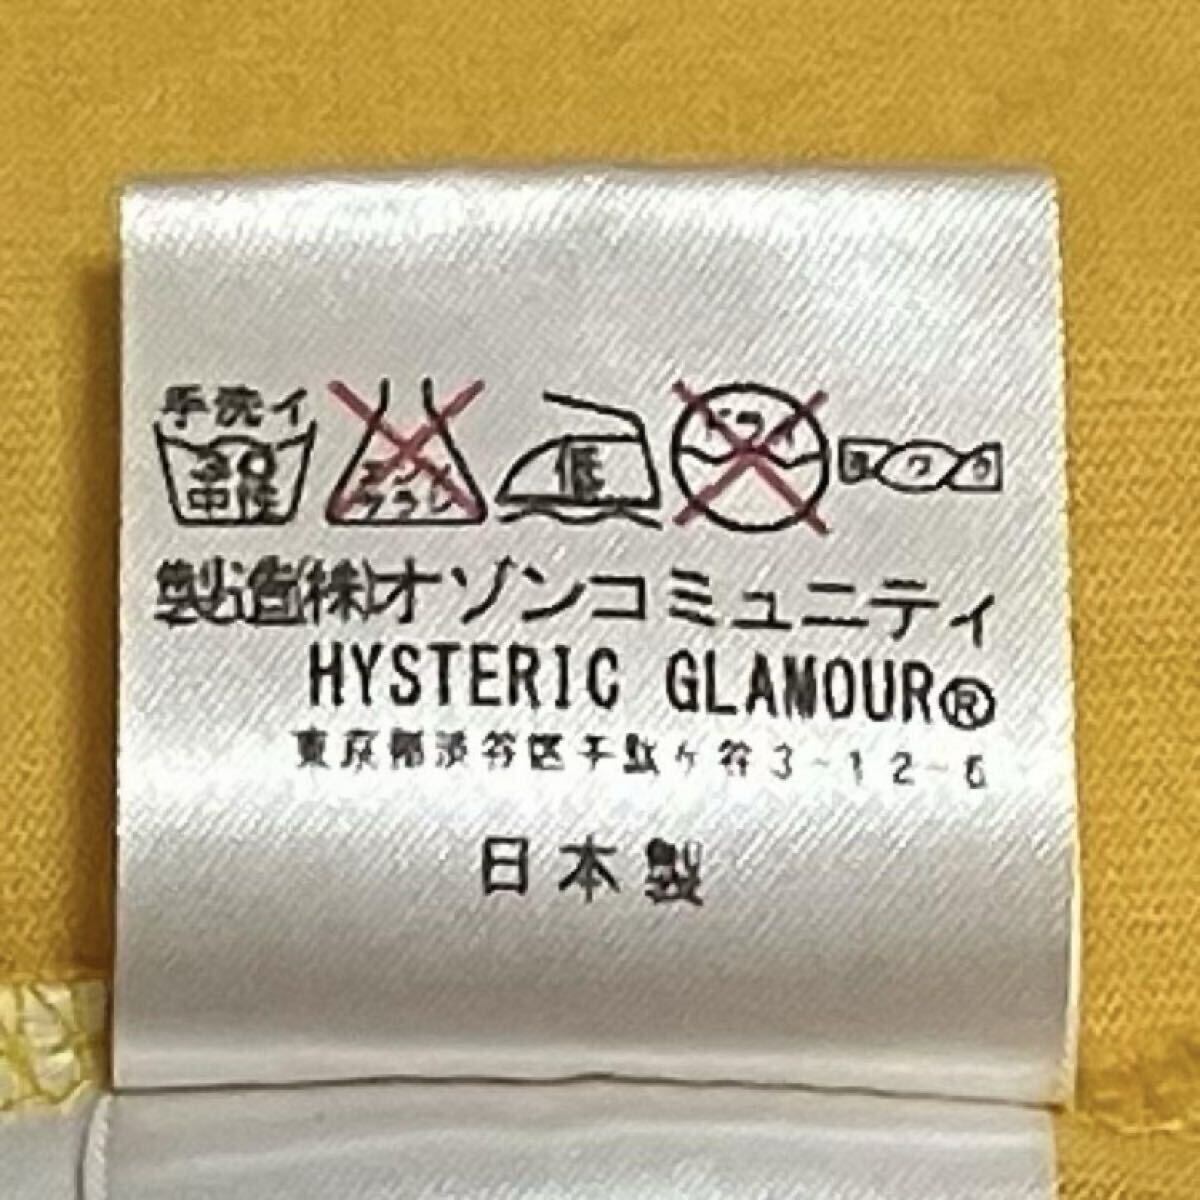 手洗イ
30
中性
エンソ
サラシ
低
ドライ
ヨワク
製造(株)オゾンコミュニティ
HYSTERIC GLAMOUR®
東京都渋谷区千駄ヶ谷3-12-6
日本製